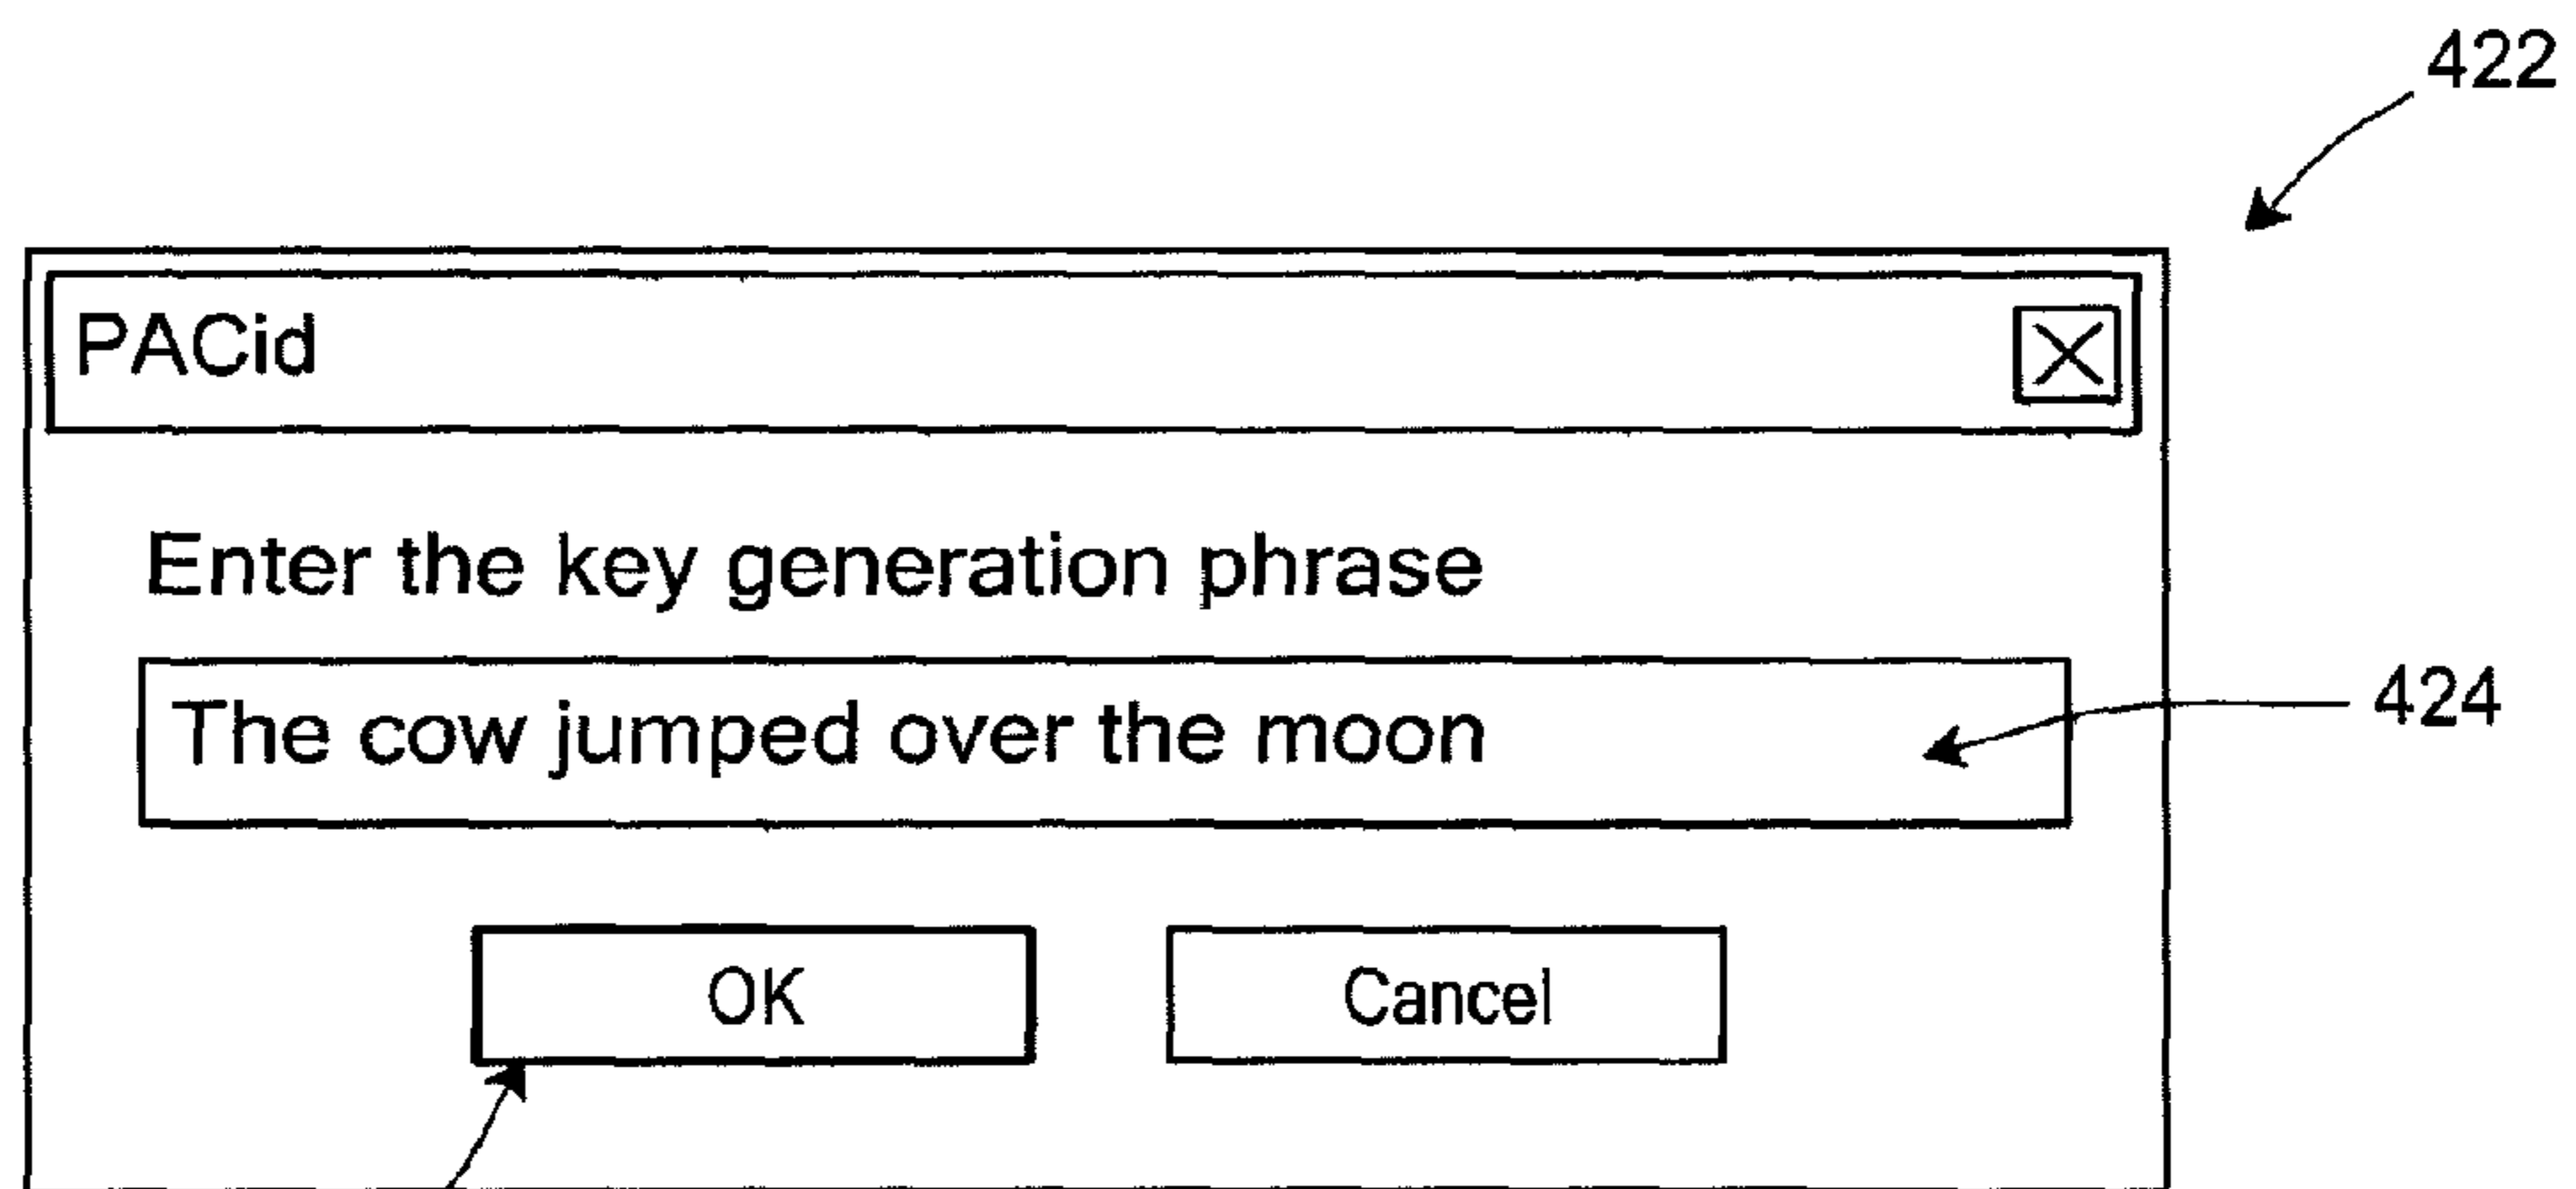 422
PACid
Enter the key generation phrase
The cow jumped over the moon
424
OK Cancel